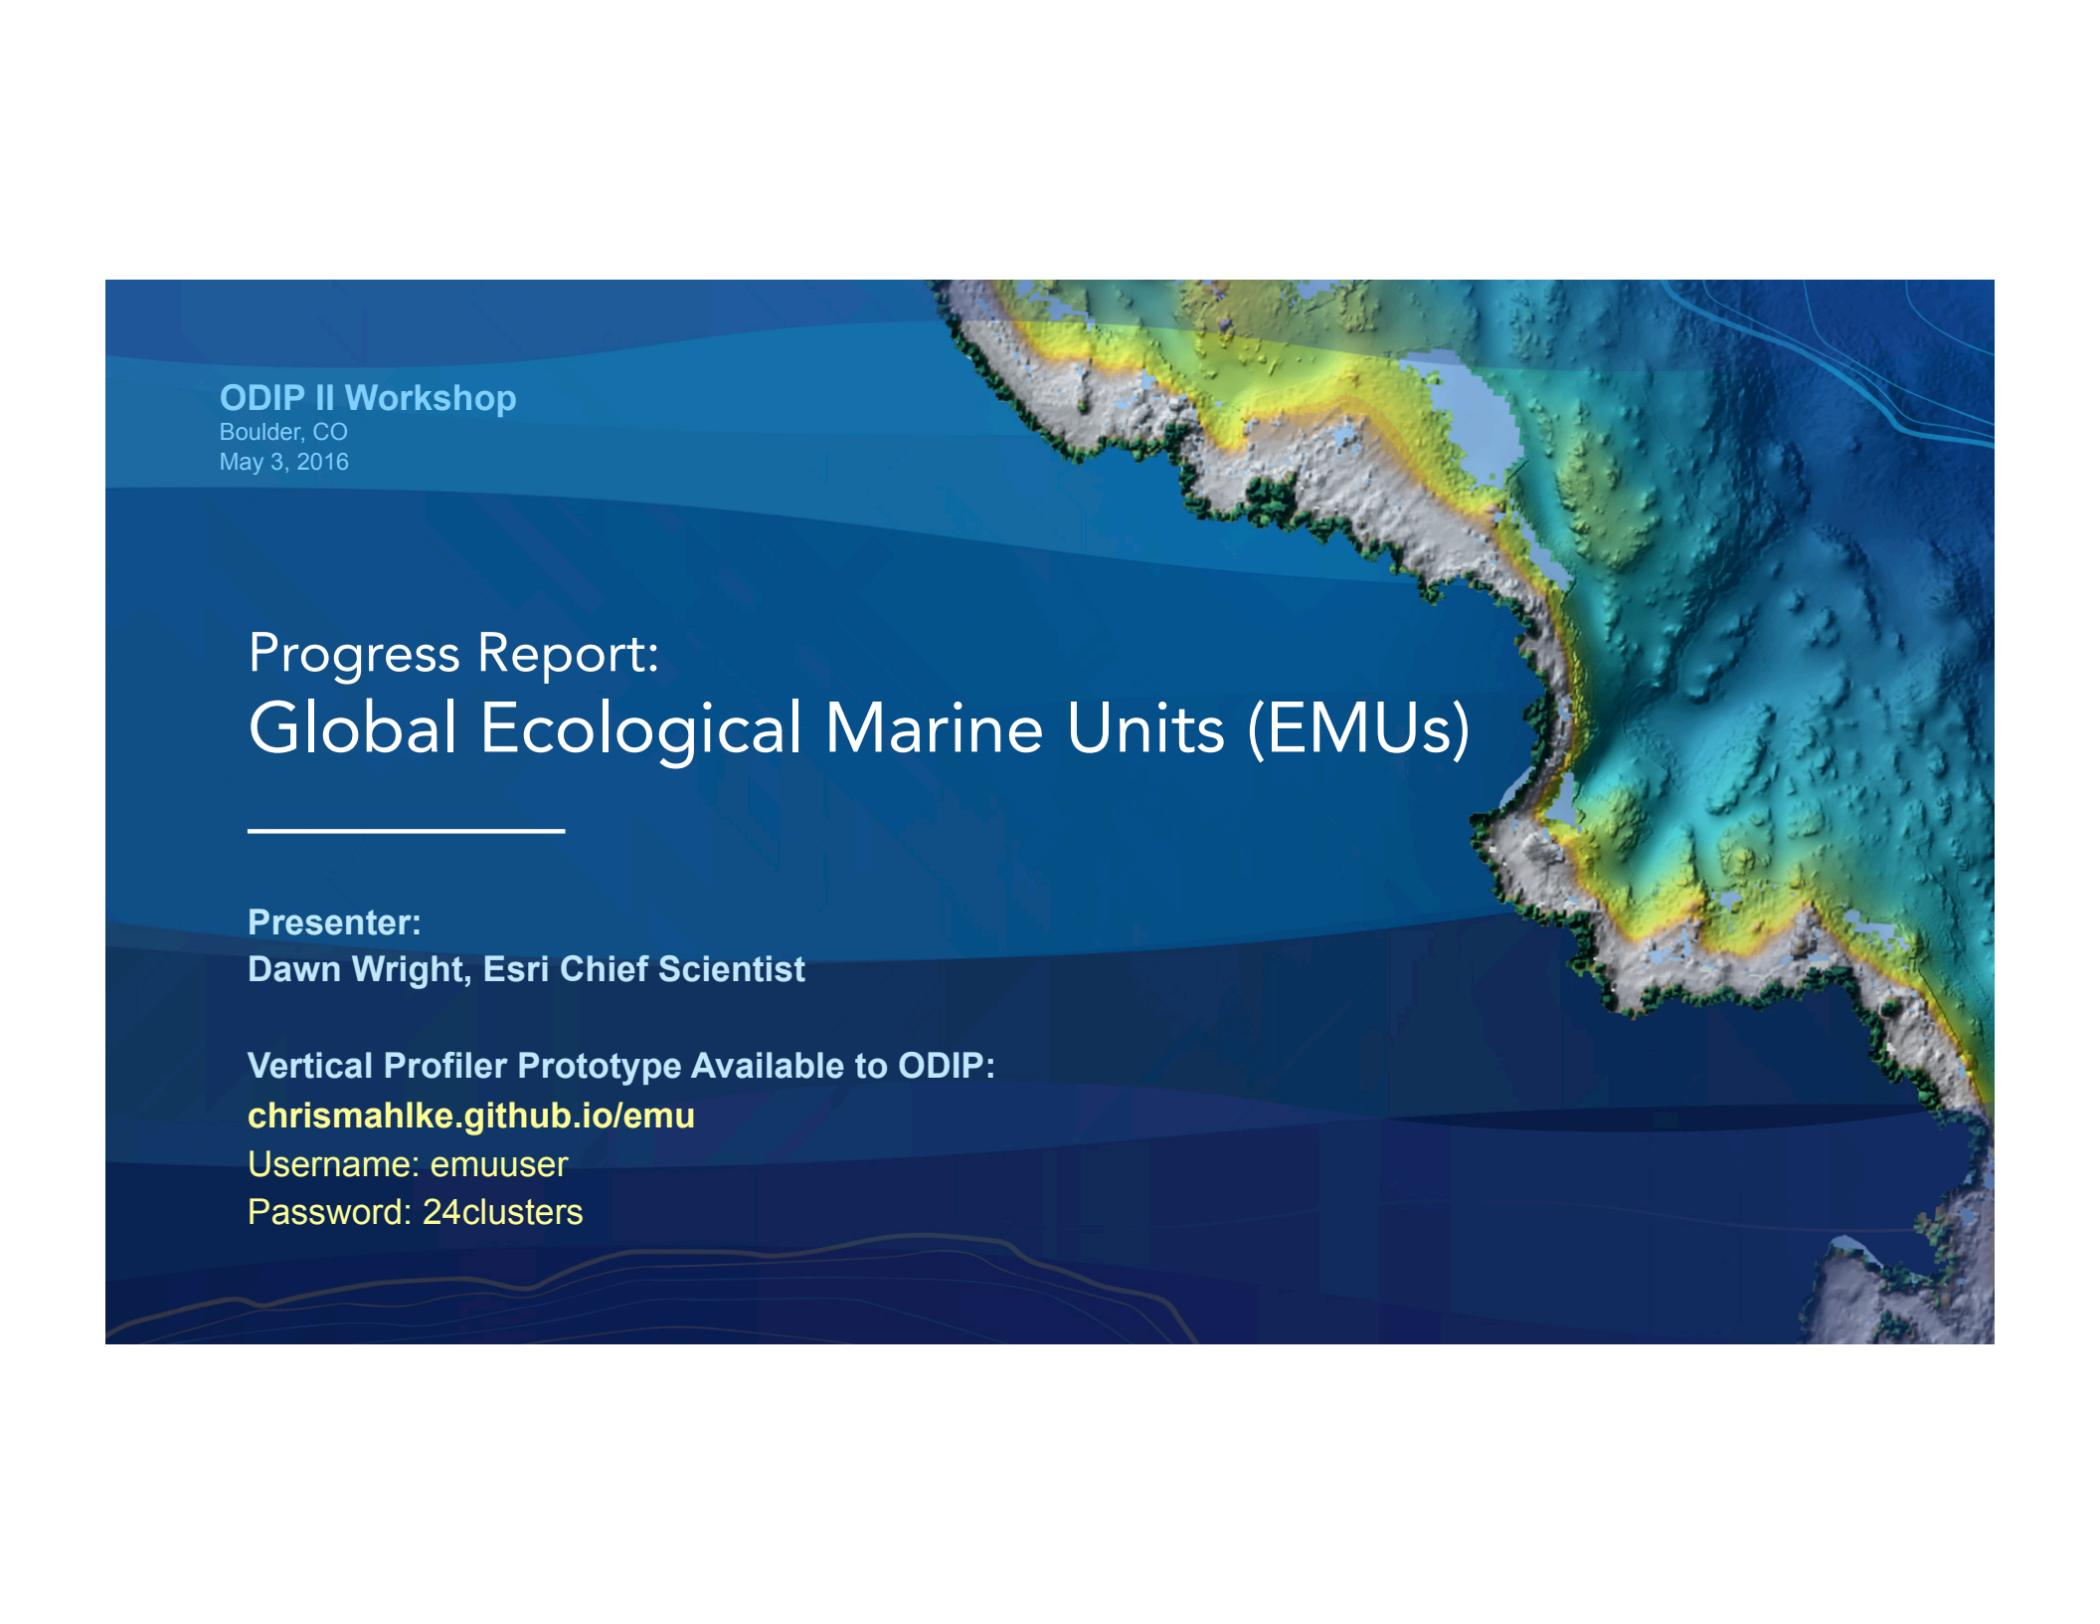 ODIP II Workshop
Boulder, CO
May 3, 2016
Progress Report:
Global Ecological Marine Units (EMUs)
Presenter:
Dawn Wright, Esri Chief Scientist
Vertical Profiler Prototype Available to ODIP:
chrismahlke.github.io/emu
Username: emuuser
Password: 24clusters